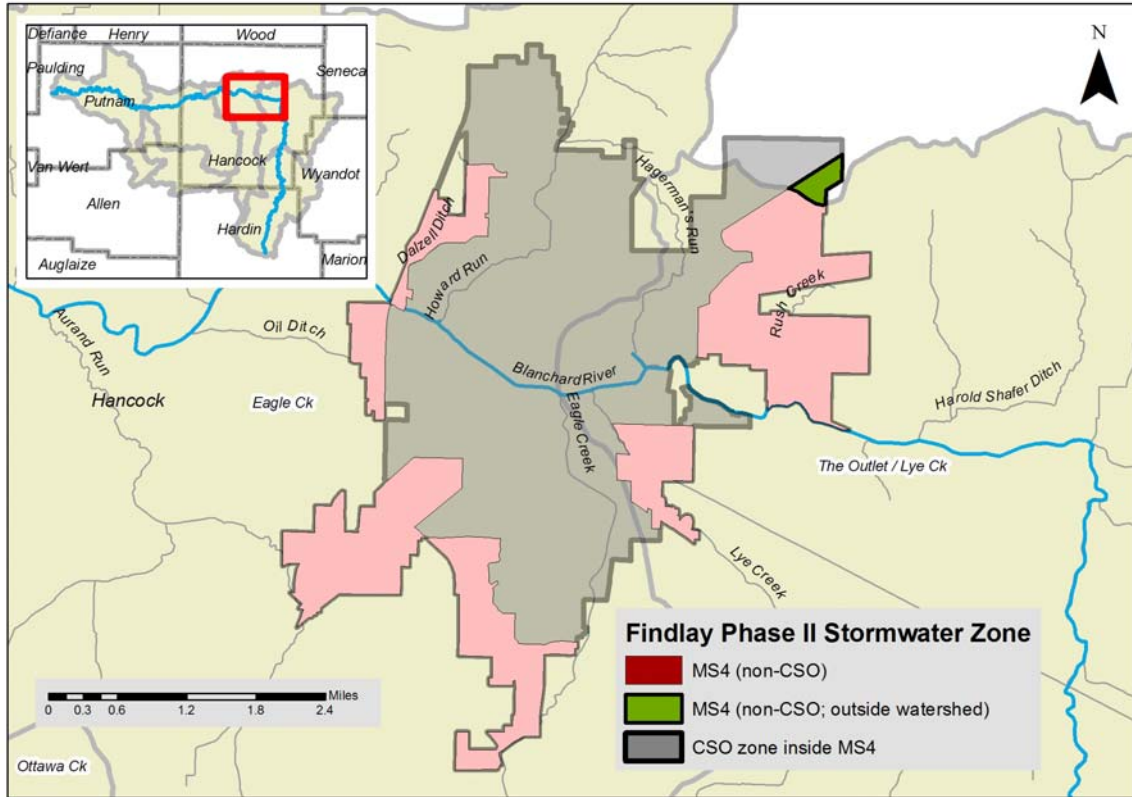 Defiance
Henry
Wood
Paulding
Seneca
Putnam
Hancock
Van Wert
Wyandot
Allen
Hardin
Auglaize
Marion
N
Hagerman's Run
Dalzell Ditch
Howard Run
Rush Creek
Aurand Run
Oil Ditch
Blanchard River
Hancock
Eagle Ck
Eagle Creek
Harold Shafer Ditch
The Outlet / Lye Ck
Lye Creek
Findlay Phase II Stormwater Zone
MS4 (non-CSO)
MS4 (non-CSO; outside watershed)
CSO zone inside MS4
Miles
0 0.3 0.6 1.2 1.8 2.4
Ottawa Ck